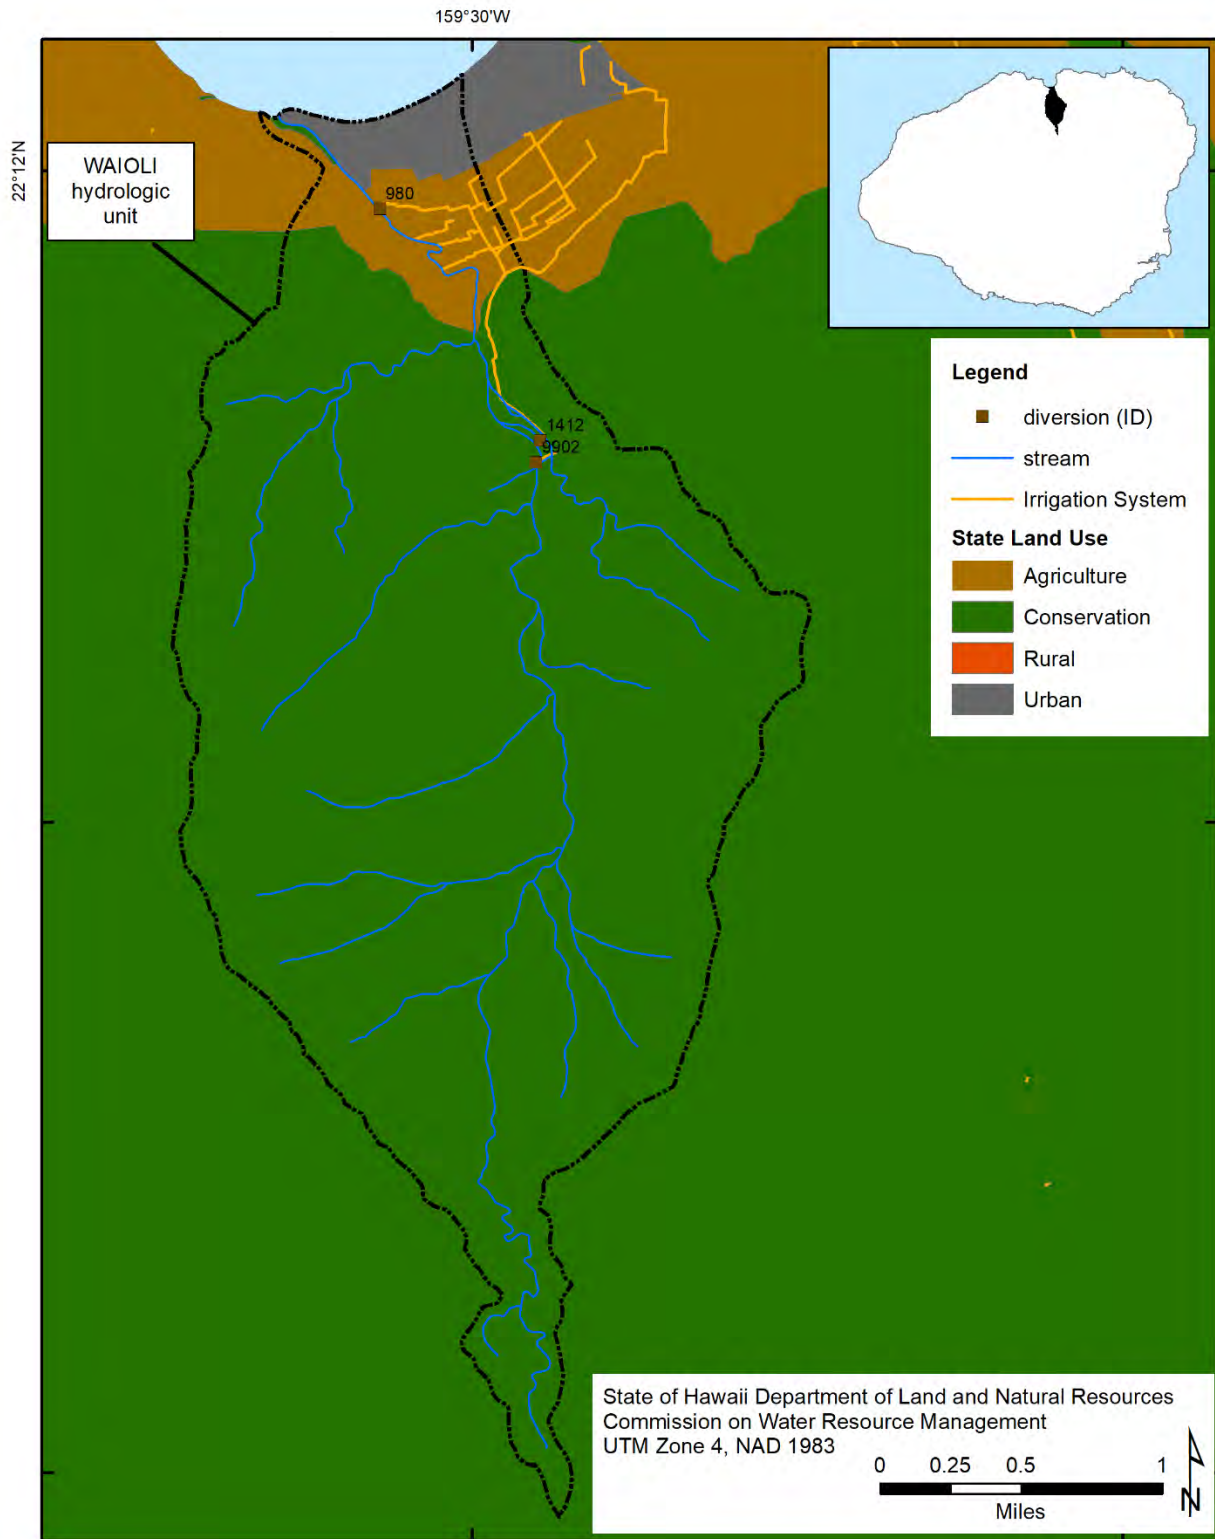 159°30'W
22°12'N
WAIOLI
hydrologic
unit
980
1412
9902
Legend
diversion (ID)
stream
Irrigation System
State Land Use
Agriculture
Conservation
Rural
Urban
State of Hawaii Department of Land and Natural Resources
Commission on Water Resource Management
UTM Zone 4, NAD 1983
0 0.25 0.5 1
Miles
N